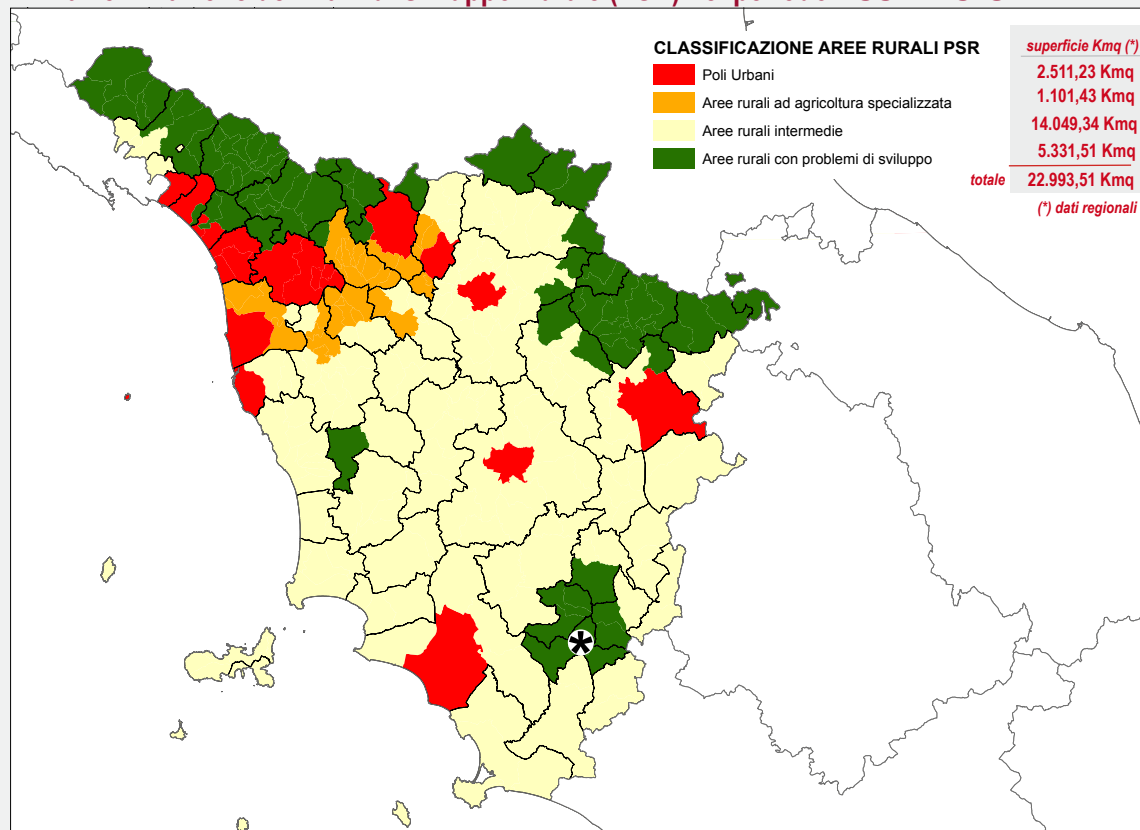 CLASSIFICAZIONE AREE RURALI PSR
superficie Kmq (*)
Poli Urbani
2.511,23 Kmq
Aree rurali ad agricoltura specializzata
1.101,43 Kmq
Aree rurali intermedie
14.049,34 Kmq
Aree rurali con problemi di sviluppo
5.331,51 Kmq
totale 22.993,51 Kmq
(*) dati regionali
*